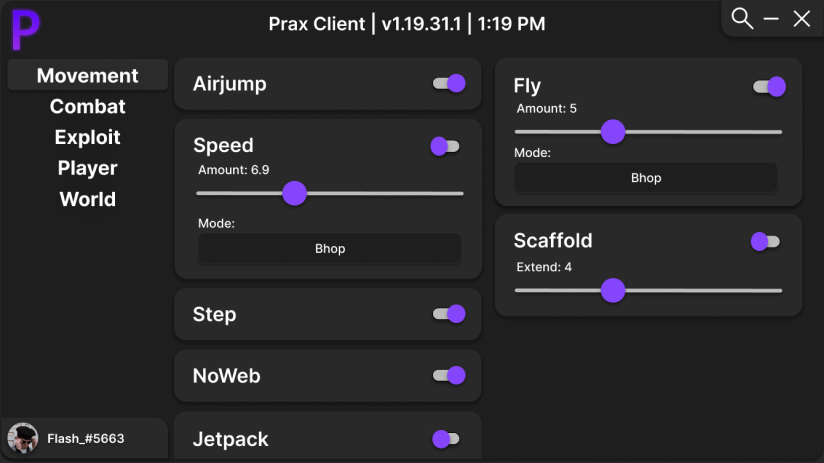 P
Prax Client | v1.19.31.1 | 1:19 PM
Movement
Combat
Exploit
Player
World
Airjump
Speed
Amount: 6.9
Mode:
Bhop
Step
NoWeb
Jetpack
Fly
Amount: 5
Mode:
Bhop
Scaffold
Extend: 4
Flash_#5663